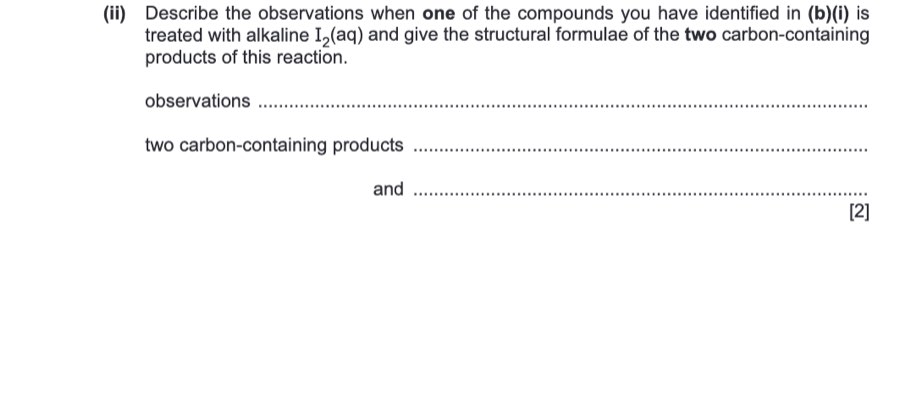 (ii) Describe the observations when one of the compounds you have identified in (b)(i) is
treated with alkaline I₂(aq) and give the structural formulae of the two carbon-containing
products of this reaction.
observations ................................................................................................................................
two carbon-containing products ................................................................................................
and ................................................................................................
[2]